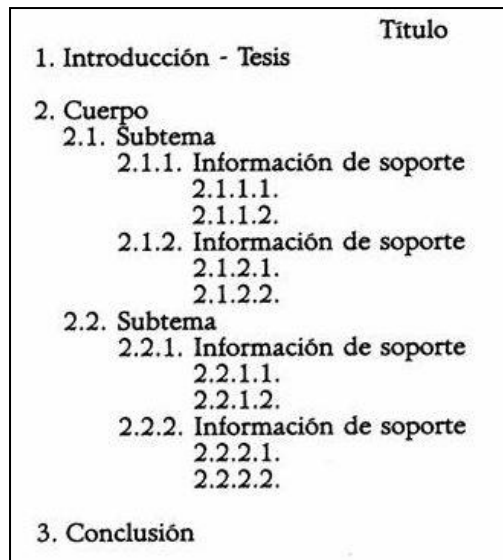 Título
1. Introducción - Tesis
2. Cuerpo
2.1. Subtema
2.1.1. Información de soporte
2.1.1.1.
2.1.1.2.
2.1.2. Información de soporte
2.1.2.1.
2.1.2.2.
2.2. Subtema
2.2.1. Información de soporte
2.2.1.1.
2.2.1.2.
2.2.2. Información de soporte
2.2.2.1.
2.2.2.2.
3. Conclusión